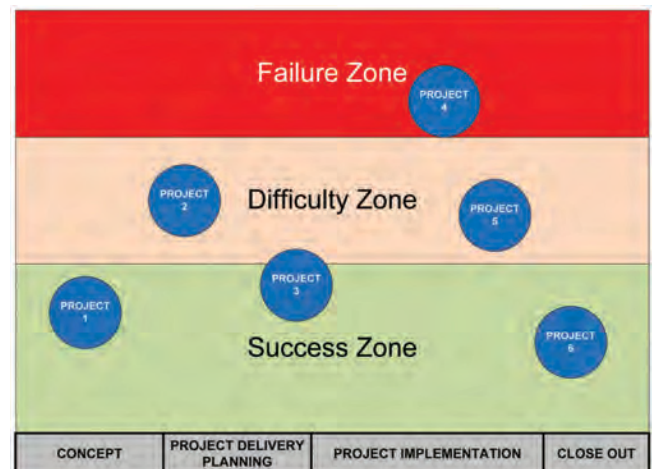 Failure Zone
PROJECT
4
PROJECT
2
Difficulty Zone
PROJECT
5
PROJECT
3
PROJECT
1
Success Zone
PROJECT
6
CONCEPT
PROJECT DELIVERY
PLANNING
PROJECT IMPLEMENTATION
CLOSE OUT